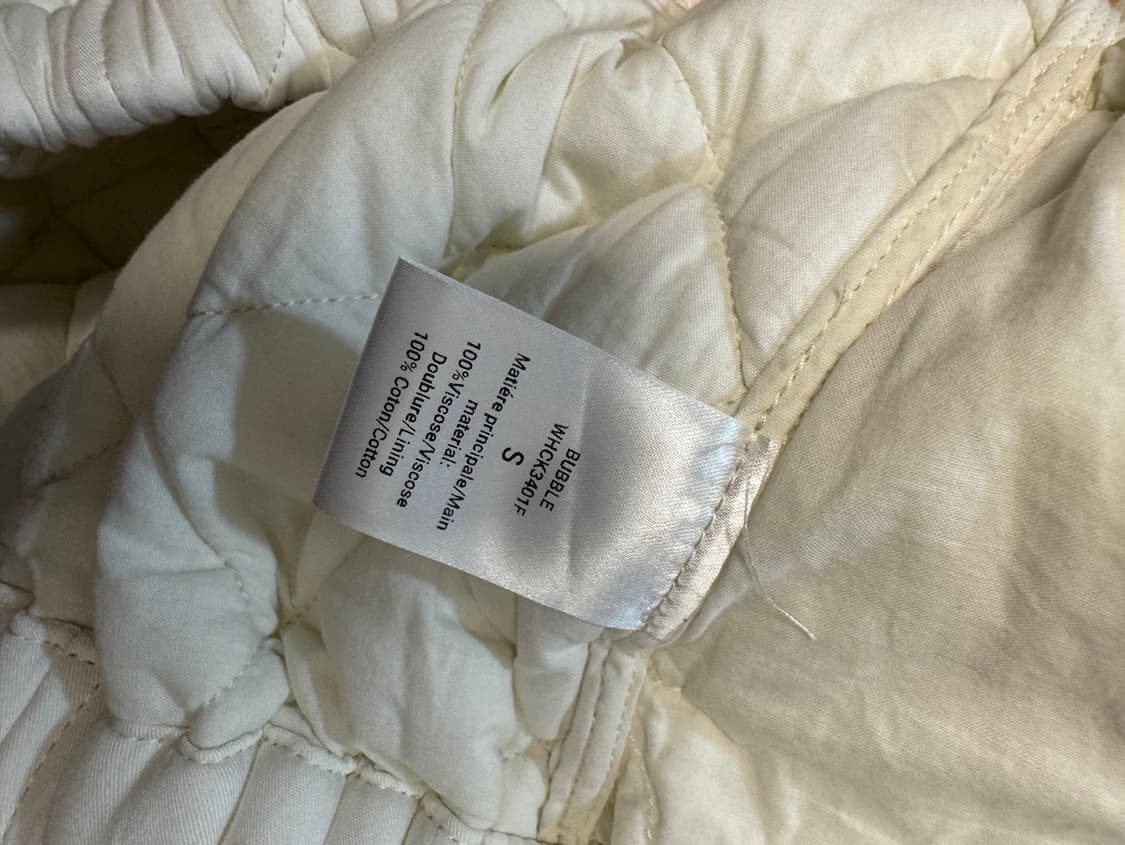 BUBBLE
WHCK3401F
S
Matiére principale/Main
material:
100%Viscose/Viscose
Doublure/Lining
100% Coton/Cotton